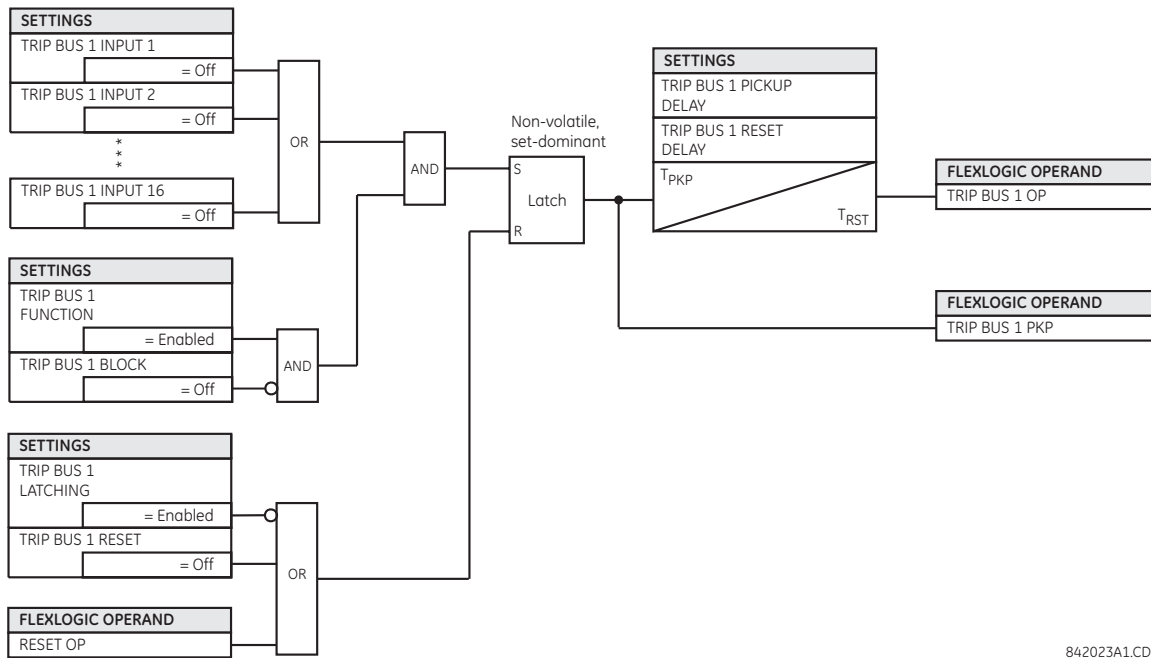 SETTINGS
TRIP BUS 1 INPUT 1
= Off
TRIP BUS 1 INPUT 2
= Off
***
TRIP BUS 1 INPUT 16
= Off
OR
SETTINGS
TRIP BUS 1
FUNCTION
= Enabled
TRIP BUS 1 BLOCK
= Off
AND
AND
SETTINGS
TRIP BUS 1
LATCHING
= Enabled
TRIP BUS 1 RESET
= Off
OR
FLEXLOGIC OPERAND
RESET OP
Non-volatile,
set-dominant
S
Latch
R
SETTINGS
TRIP BUS 1 PICKUP
DELAY
TRIP BUS 1 RESET
DELAY
TPKP
TRST
FLEXLOGIC OPERAND
TRIP BUS 1 OP
FLEXLOGIC OPERAND
TRIP BUS 1 PKP
842023A1.CD